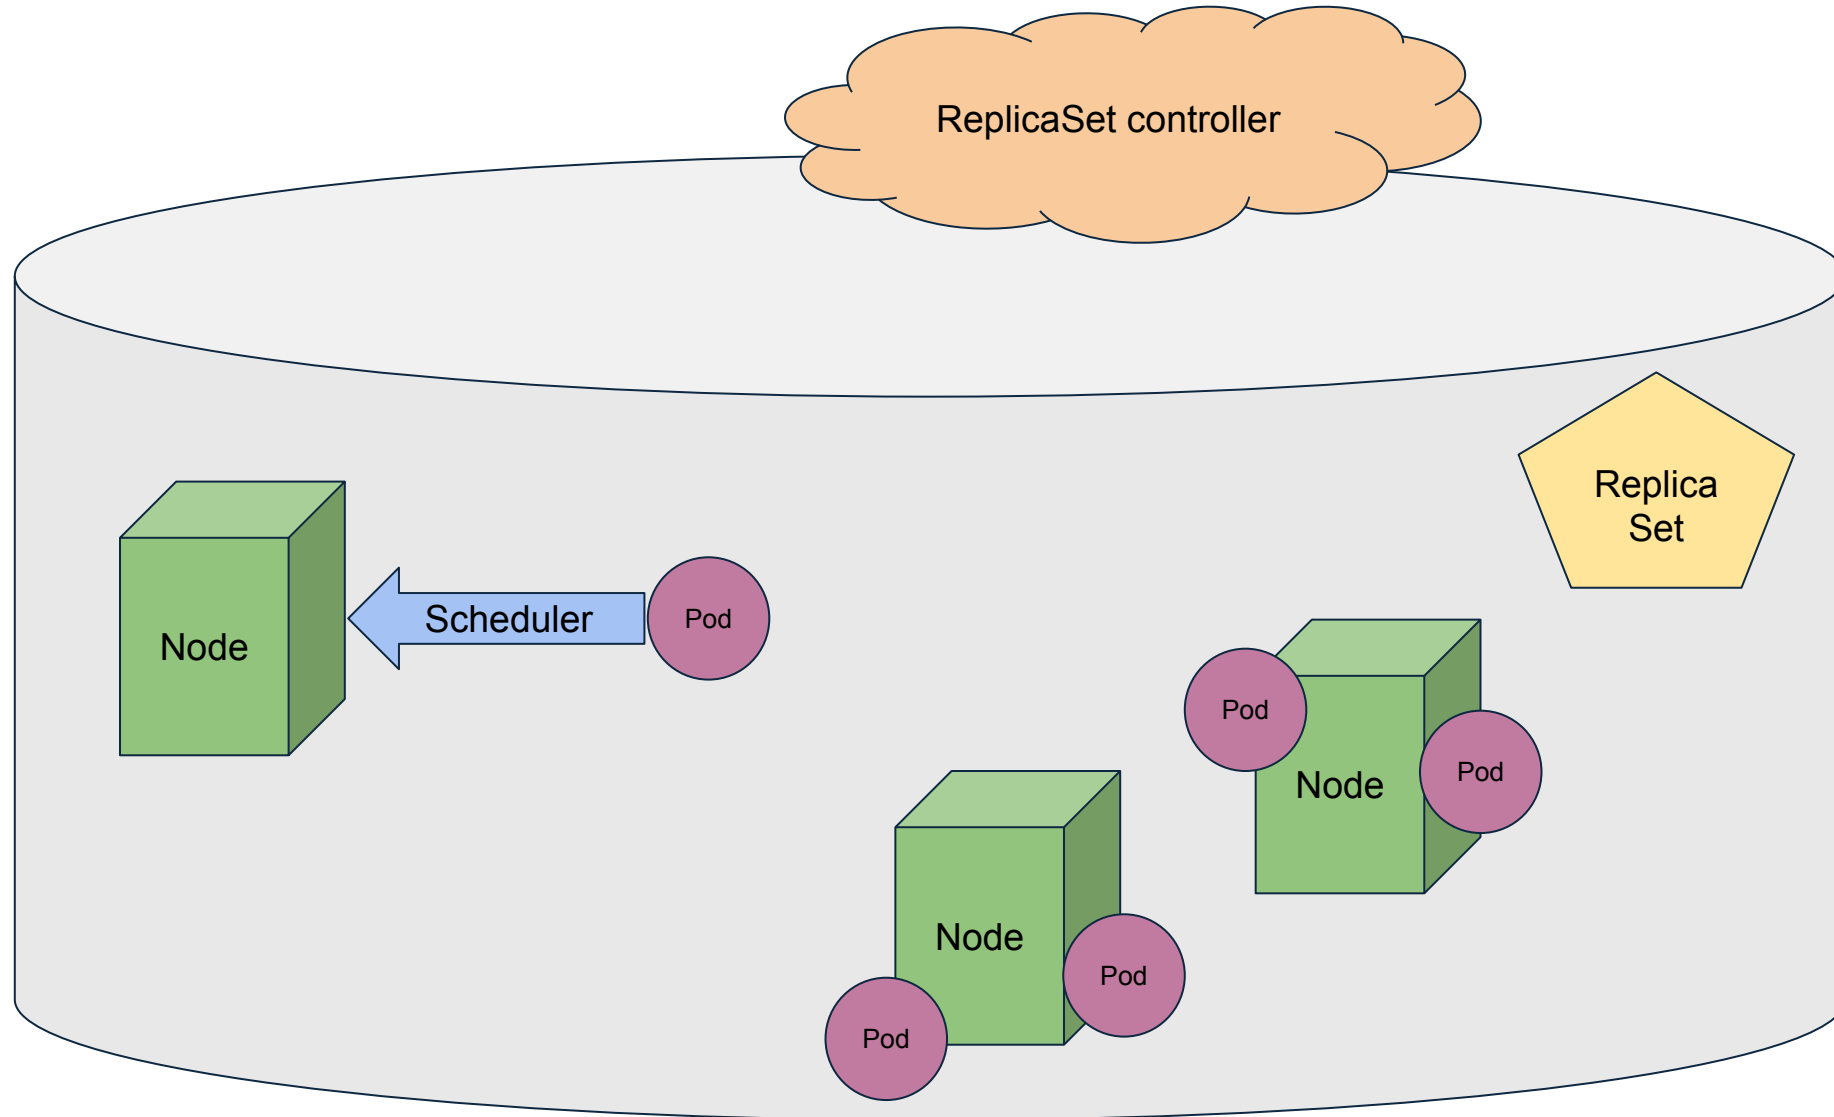 ReplicaSet controller
Replica
Set
Node
Scheduler
Pod
Pod
Node
Pod
Node
Pod
Pod